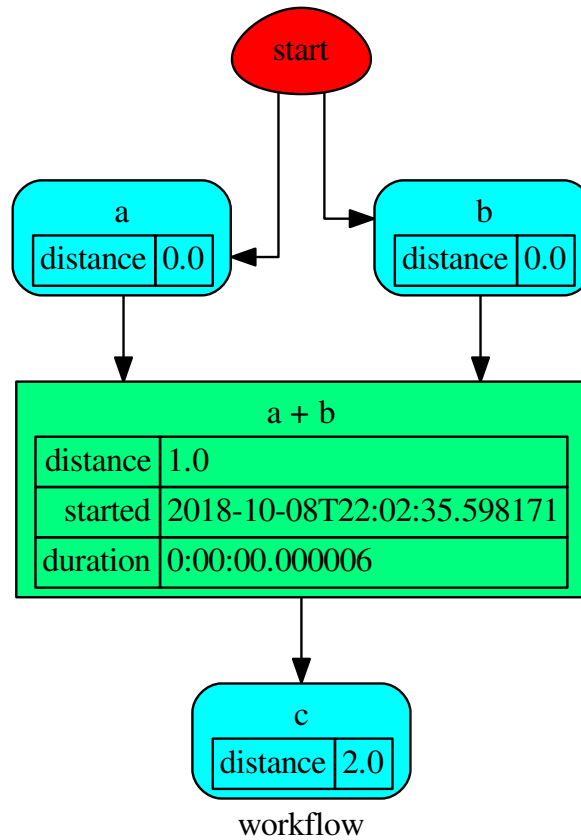 start
a
distance 0.0
b
distance 0.0
a + b
distance 1.0
started 2018-10-08T22:02:35.598171
duration 0:00:00.000006
c
distance 2.0
workflow